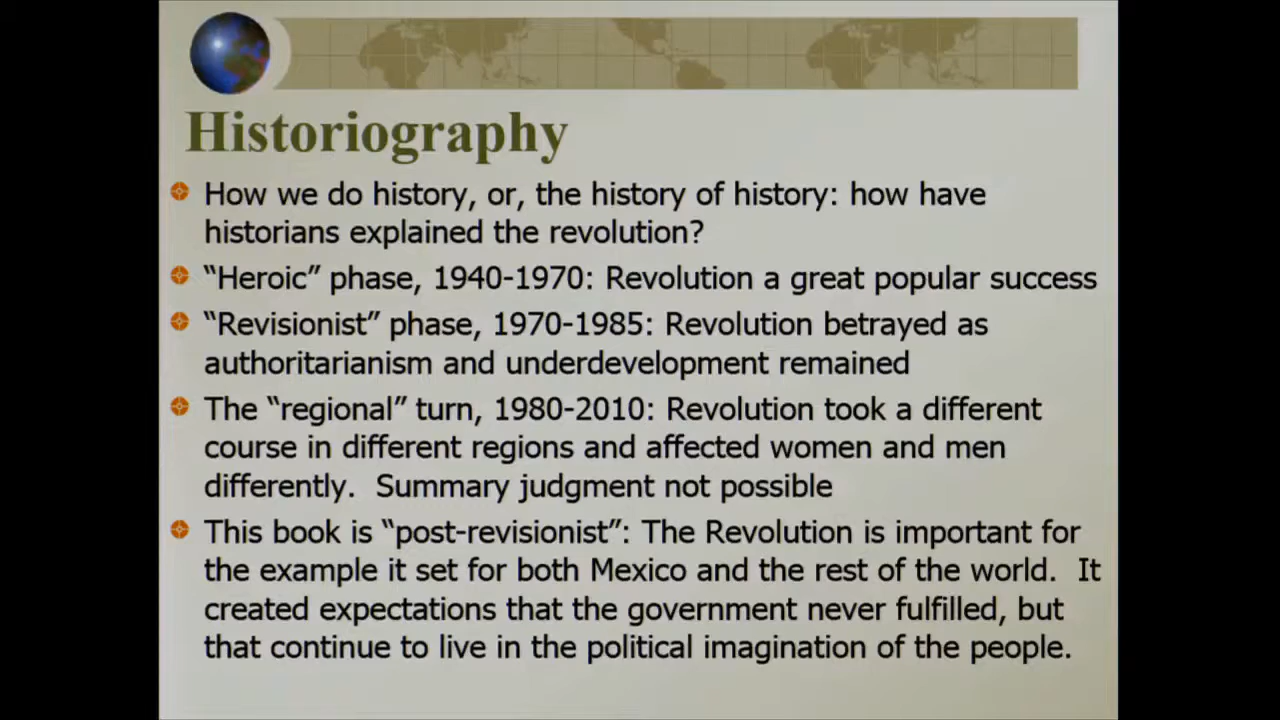 Historiography
How we do history, or, the history of history: how have
historians explained the revolution?
“Heroic” phase, 1940-1970: Revolution a great popular success
“Revisionist” phase, 1970-1985: Revolution betrayed as
authoritarianism and underdevelopment remained
The “regional” turn, 1980-2010: Revolution took a different
course in different regions and affected women and men
differently.  Summary judgment not possible
This book is “post-revisionist”: The Revolution is important for
the example it set for both Mexico and the rest of the world.  It
created expectations that the government never fulfilled, but
that continue to live in the political imagination of the people.